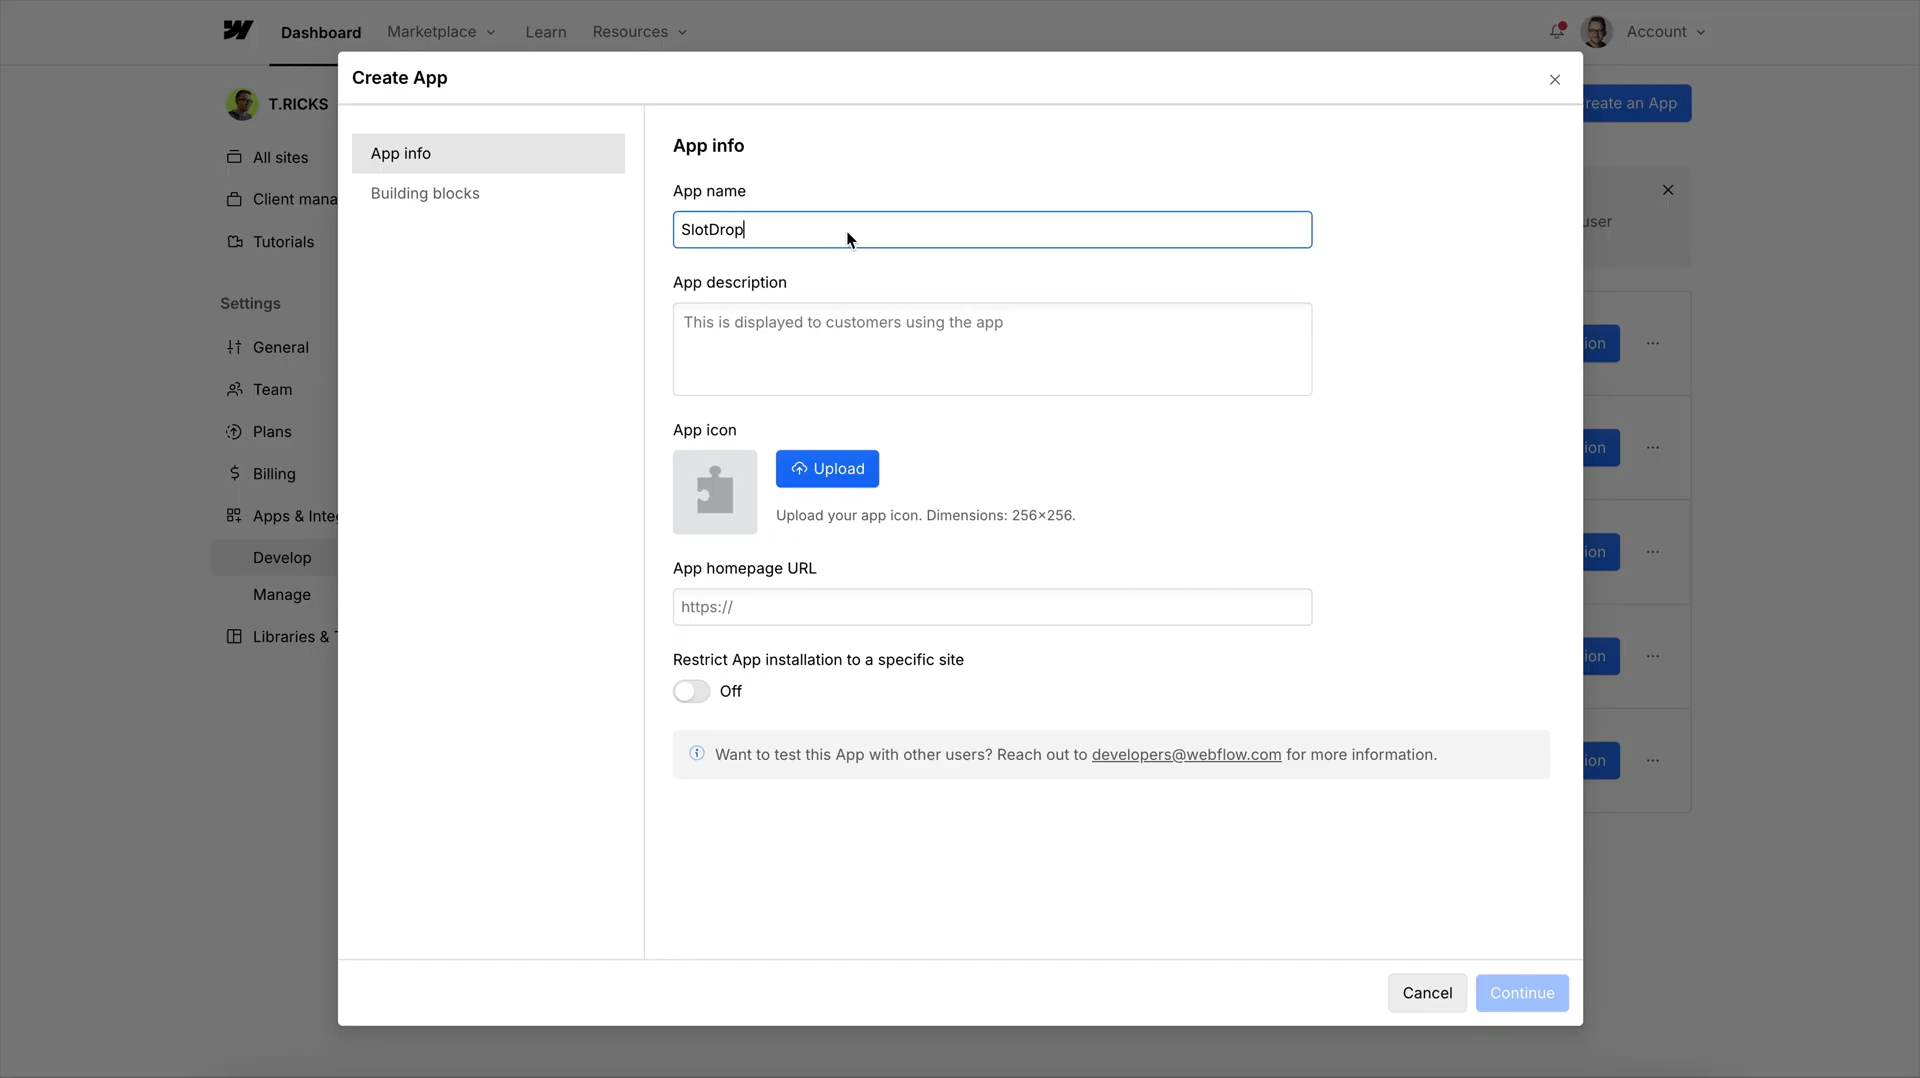 Dashboard
Marketplace
Learn
Resources
Account
Create App
T.RICKS
reate an App
All sites
Client mana
Tutorials
Settings
General
Team
Plans
Billing
Apps & Inte
Develop
Manage
Libraries &
App info
Building blocks
App info
App name
SlotDrop
App description
This is displayed to customers using the app
App icon
Upload
Upload your app icon. Dimensions: 256×256.
App homepage URL
https://
Restrict App installation to a specific site
Off
Want to test this App with other users? Reach out to developers@webflow.com for more information.
Cancel
Continue
user
ion
ion
ion
ion
ion